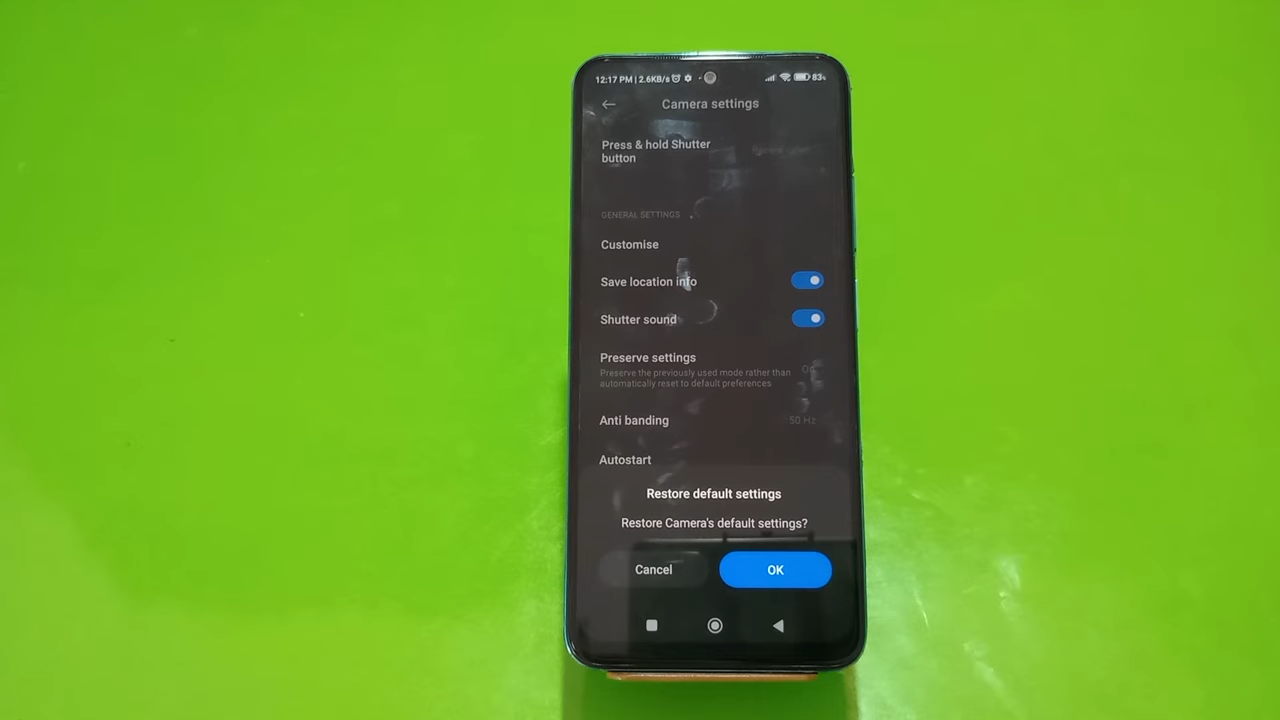 12:17 PM | 2.6KB/s
83%
Camera settings
Press & hold Shutter
button
GENERAL SETTINGS
Customise
Save location info
Shutter sound
Preserve settings
On
Preserve the previously used mode rather than
automatically reset to default preferences
Anti banding
50 Hz
Autostart
Restore default settings
Restore Camera's default settings?
Cancel
OK